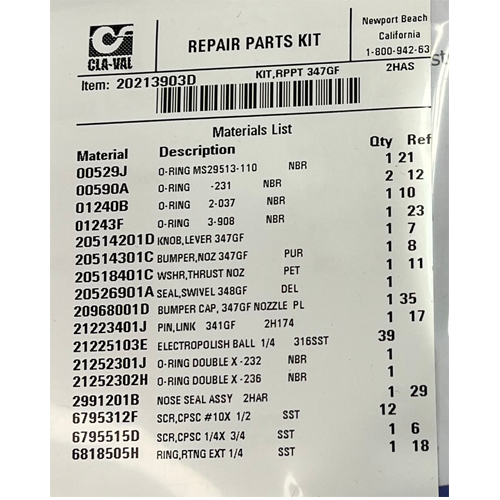 CLA-VAL
REPAIR PARTS KIT
Newport Beach
California
1-800-942-63
Item: 20213903D
KIT,RPPT 347GF
2HAS
Materials List
Material Description Qty Ref
00529J O-RING MS29513-110 NBR 1 21
00590A O-RING -231 NBR 2 12
01240B O-RING 2-037 NBR 1 10
01243F O-RING 3-908 NBR 1 23
20514201D KNOB,LEVER 347GF 1 7
20514301C BUMPER,NOZ 347GF PUR 1 8
20518401C WSHR,THRUST NOZ PET 1 11
20526901A SEAL,SWIVEL 348GF DEL 1
20968001D BUMPER CAP, 347GF NOZZLE PL 1 35
21223401J PIN,LINK 341GF 2H174 1 17
21225103E ELECTROPOLISH BALL 1/4 316SST 39
21252301J O-RING DOUBLE X -232 NBR 1
21252302H O-RING DOUBLE X -236 NBR 1
2991201B NOSE SEAL ASSY 2HAR 1 29
6795312F SCR,CPSC #10X 1/2 SST 12
6795515D SCR,CPSC 1/4X 3/4 SST 1 6
6818505H RING,RTNG EXT 1/4 SST 1 18